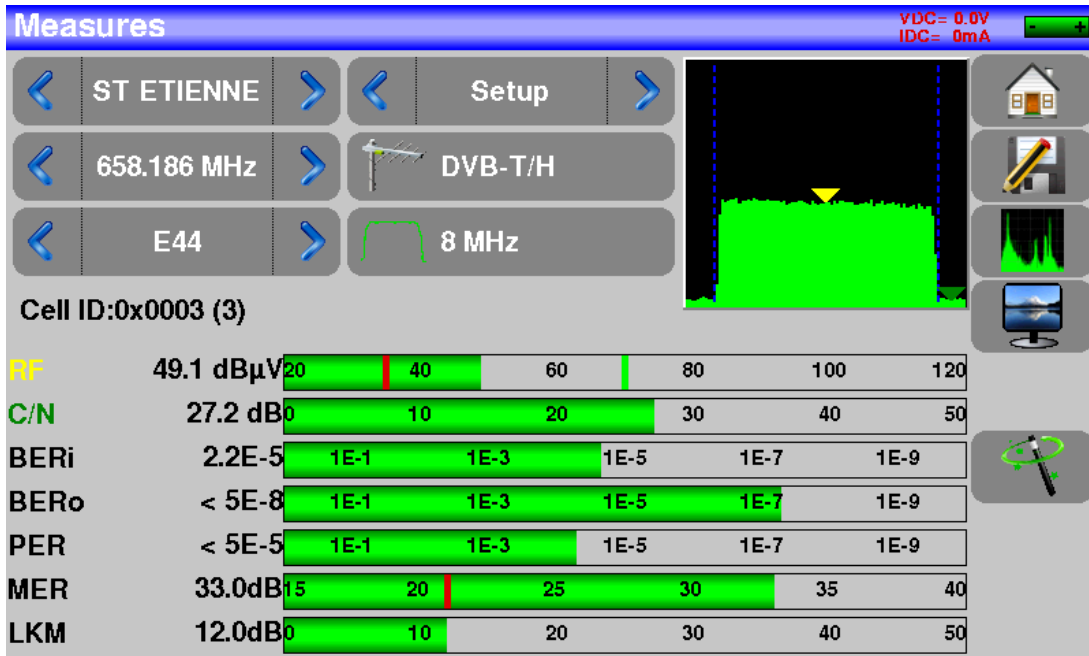 Measures
VDC= 0.0V
IDC= 0mA
- +
ST ETIENNE
Setup
658.186 MHz
DVB-T/H
E44
8 MHz
Cell ID:0x0003 (3)
RF 49.1 dBµV 20 40 60 80 100 120
C/N 27.2 dB 0 10 20 30 40 50
BERi 2.2E-5 1E-1 1E-3 1E-5 1E-7 1E-9
BERo < 5E-8 1E-1 1E-3 1E-5 1E-7 1E-9
PER < 5E-5 1E-1 1E-3 1E-5 1E-7 1E-9
MER 33.0dB 15 20 25 30 35 40
LKM 12.0dB 0 10 20 30 40 50